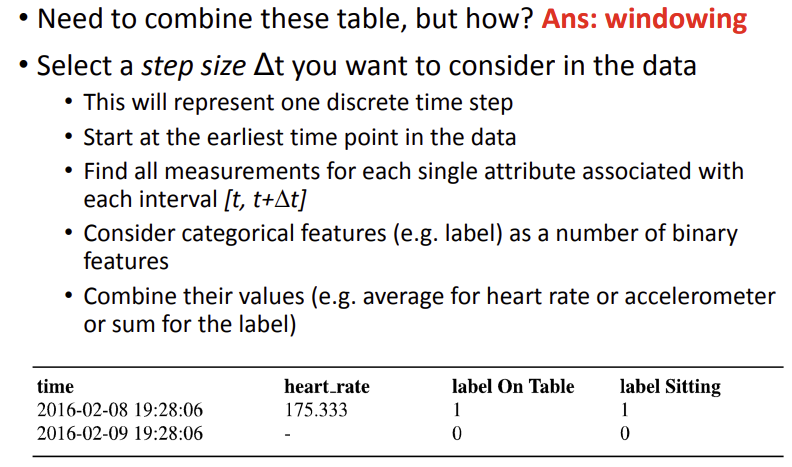 • Need to combine these table, but how? Ans: windowing
• Select a step size Δt you want to consider in the data
• This will represent one discrete time step
• Start at the earliest time point in the data
• Find all measurements for each single attribute associated with
each interval [t, t+Δt]
• Consider categorical features (e.g. label) as a number of binary
features
• Combine their values (e.g. average for heart rate or accelerometer
or sum for the label)
time heart_rate label On Table label Sitting
2016-02-08 19:28:06 175.333 1 1
2016-02-09 19:28:06 - 0 0